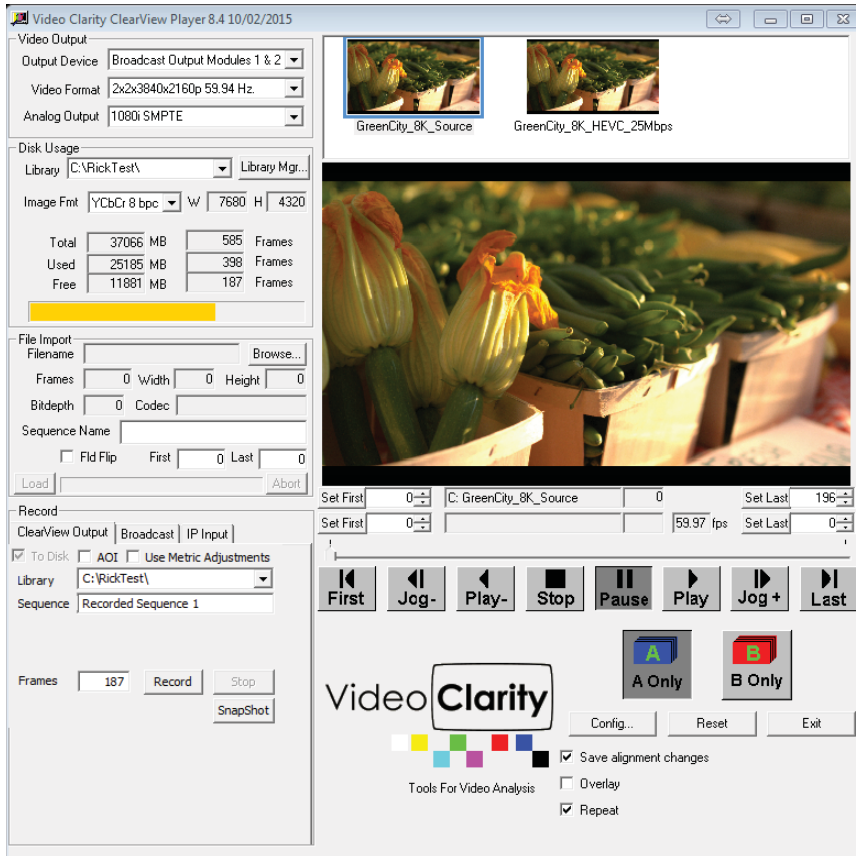 Video Clarity ClearView Player 8.4 10/02/2015
Video Output
Output Device Broadcast Output Modules 1 & 2
Video Format 2x2x3840x2160p 59.94 Hz.
Analog Output 1080i SMPTE
Disk Usage
Library C:\RickTest\ Library Mgr...
Image Fmt YCbCr 8 bpc W 7680 H 4320
Total 37066 MB 585 Frames
Used 25185 MB 398 Frames
Free 11881 MB 187 Frames
File Import
Filename Browse...
Frames 0 Width 0 Height 0
Bitdepth 0 Codec
Sequence Name
Fld Flip First 0 Last 0
Load Abort
Record
ClearView Output Broadcast IP Input
To Disk AOI Use Metric Adjustments
Library C:\RickTest\
Sequence Recorded Sequence 1
Frames 187 Record Stop
SnapShot
GreenCity_8K_Source GreenCity_8K_HEVC_25Mbps
Set First 0 C: GreenCity_8K_Source 0 Set Last 196
Set First 0 59.97 fps Set Last 0
First Jog- Play- Stop Pause Play Jog + Last
A B
A Only B Only
Video Clarity
Tools For Video Analysis
Config... Reset Exit
Save alignment changes
Overlay
Repeat